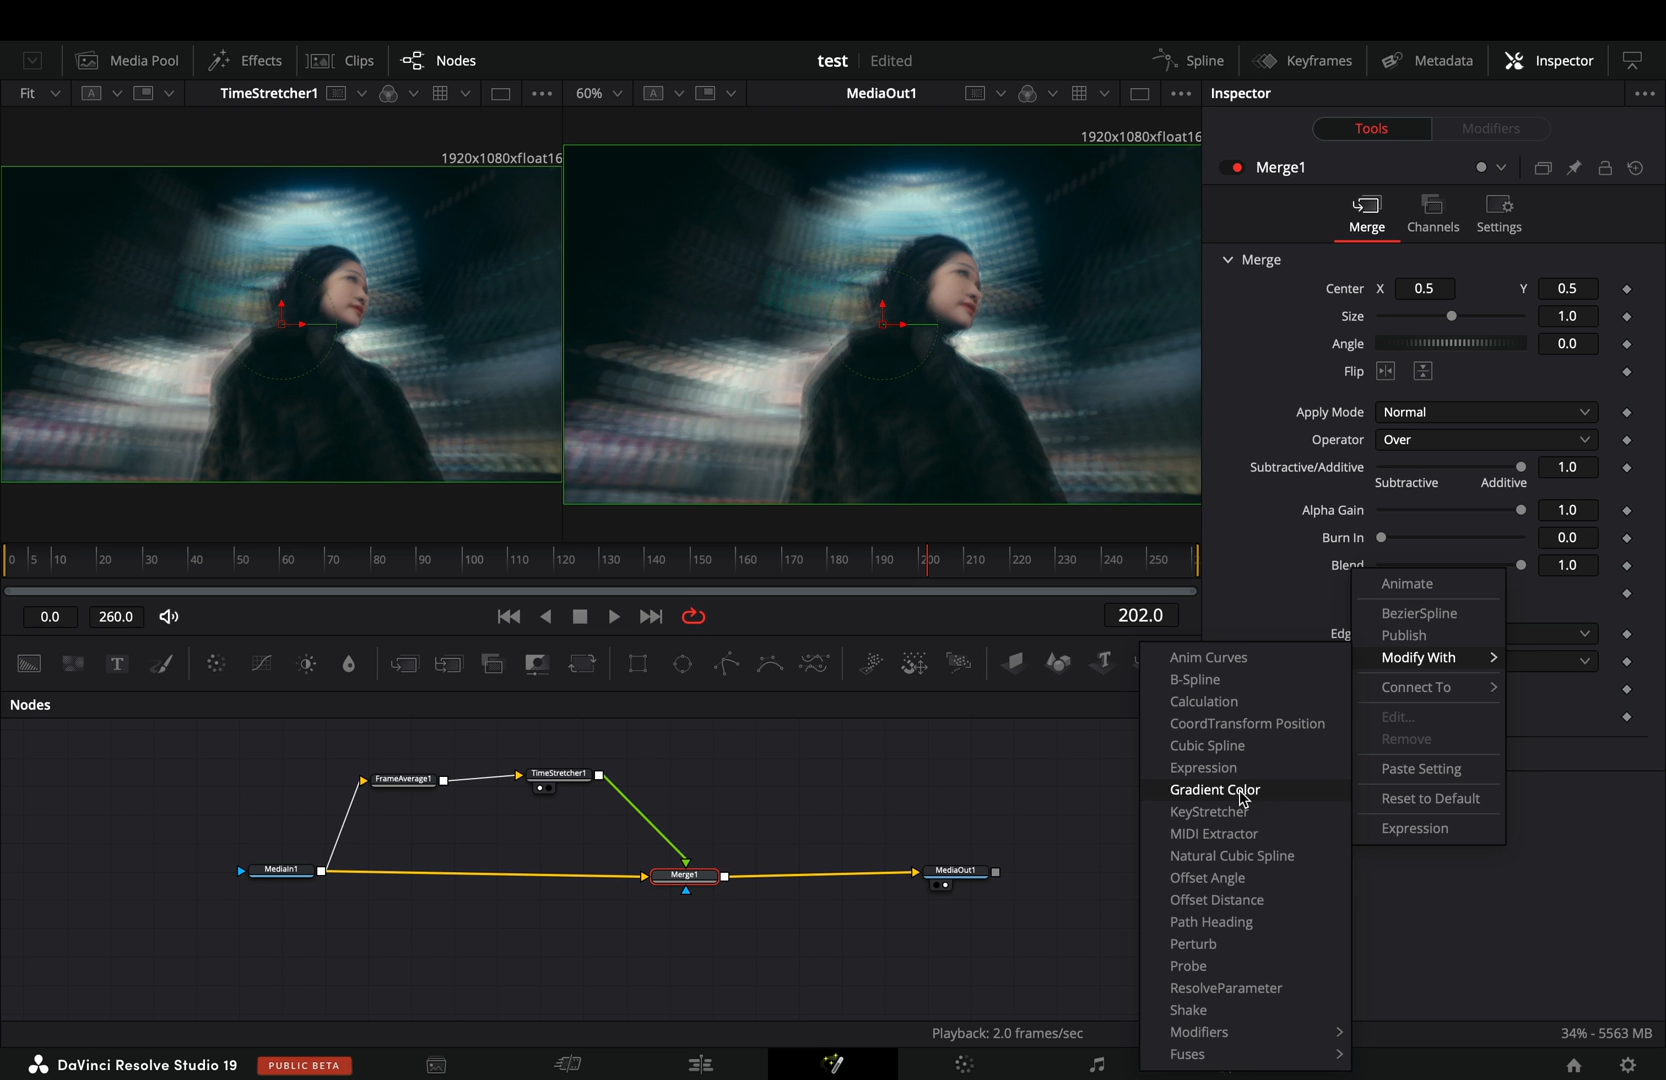 Media Pool
Effects
Clips
Nodes
test
Edited
Spline
Keyframes
Metadata
Inspector
Fit
A
TimeStretcher1
60%
A
MediaOut1
Inspector
1920x1080xfloat16
1920x1080xfloat16
Tools
Modifiers
Merge1
Merge
Channels
Settings
Merge
Center X 0.5 Y 0.5
Size 1.0
Angle 0.0
Flip
Apply Mode Normal
Operator Over
Subtractive/Additive 1.0
Subtractive Additive
Alpha Gain 1.0
Burn In 0.0
Blend 1.0
Edg
0 5 10 20 30 40 50 60 70 80 90 100 110 120 130 140 150 160 170 180 190 200 210 220 230 240 250
0.0
260.0
202.0
T
T
Nodes
FrameAverage1
TimeStretcher1
MediaIn1
Merge1
MediaOut1
Animate
BezierSpline
Publish
Modify With
Connect To
Edit...
Remove
Paste Setting
Reset to Default
Expression
Anim Curves
B-Spline
Calculation
CoordTransform Position
Cubic Spline
Expression
Gradient Color
KeyStretcher
MIDI Extractor
Natural Cubic Spline
Offset Angle
Offset Distance
Path Heading
Perturb
Probe
ResolveParameter
Shake
Modifiers
Fuses
Playback: 2.0 frames/sec
34% - 5563 MB
DaVinci Resolve Studio 19
PUBLIC BETA